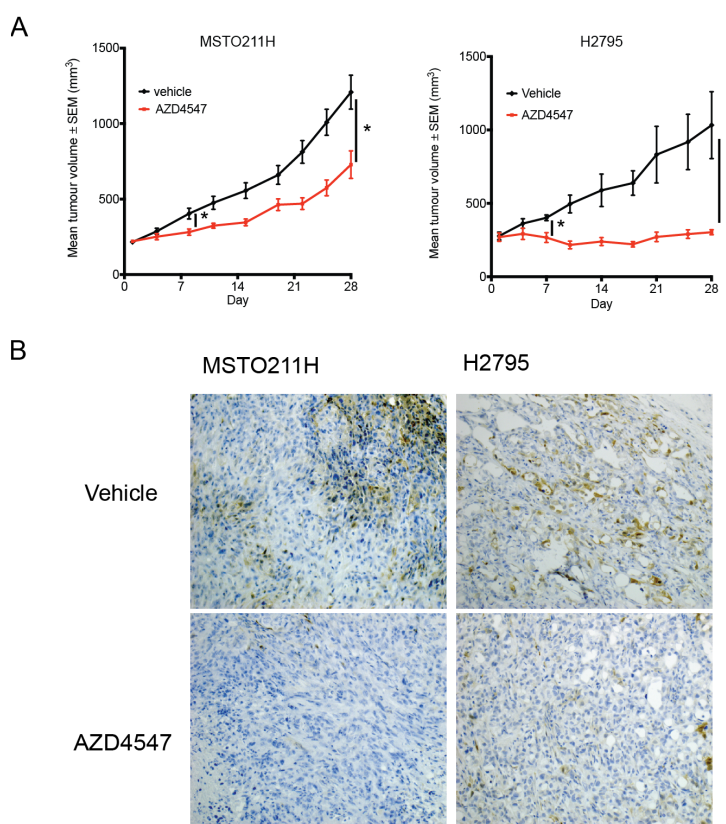 A
MSTO211H
Mean tumour volume ± SEM (mm³)
1500
1000
500
0
vehicle
AZD4547
*
*
0 7 14 21 28
Day
H2795
Mean tumour volume ± SEM (mm³)
1500
1000
500
0
Vehicle
AZD4547
*
0 7 14 21 28
Day
B
MSTO211H H2795
Vehicle
AZD4547